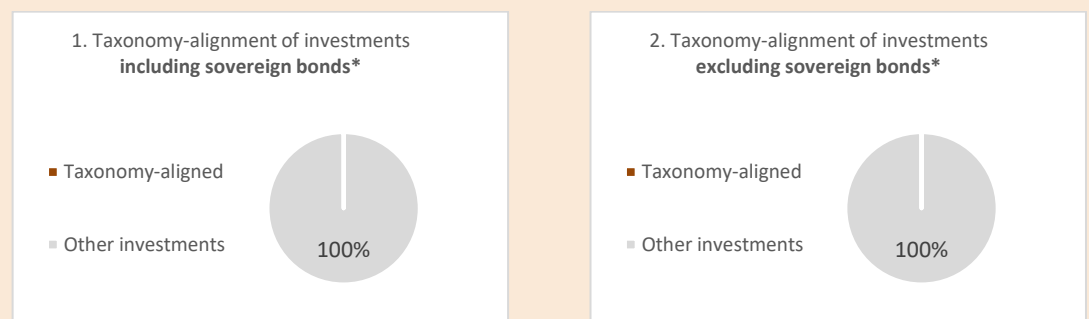 1. Taxonomy-alignment of investments
including sovereign bonds*
Taxonomy-aligned
Other investments
100%
2. Taxonomy-alignment of investments
excluding sovereign bonds*
Taxonomy-aligned
Other investments
100%